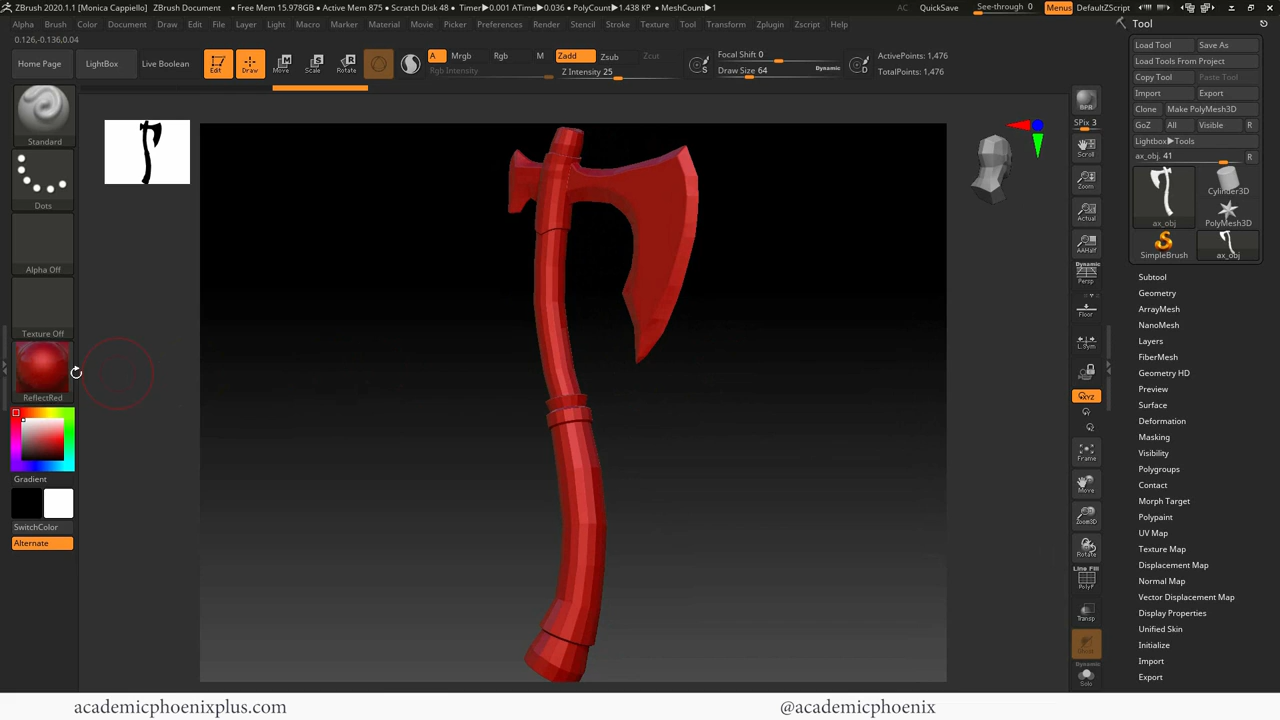 ZBrush 2020.1.1 [Monica Cappiello] ZBrush Document • Free Mem 15.978GB • Active Mem 875 • Scratch Disk 48 • Timer▶0.001 ATime▶0.036 • PolyCount▶1.438 KP • MeshCount▶1 AC QuickSave See-through 0 Menus DefaultZScript
Alpha Brush Color Document Draw Edit File Layer Light Macro Marker Material Movie Picker Preferences Render Stencil Stroke Texture Tool Transform Zplugin Zscript Help
0.126,-0.136,0.04
Home Page LightBox Live Boolean Edit Draw Move Scale Rotate
A Mrgb Rgb M Zadd Zsub Zcut
Rgb Intensity Z Intensity 25
Focal Shift 0
Draw Size 64 Dynamic
S D
ActivePoints: 1,476
TotalPoints: 1,476
Standard
Dots
Alpha Off
Texture Off
ReflectRed
Gradient
SwitchColor
Alternate
BPR
SPix 3
Scroll
Zoom
Actual
AAHalf
Dynamic
Persp
Floor
L.Sym
XYZ
Frame
Move
Zoom3D
Rotate
Line Fill
PolyF
Transp
Dynamic
Solo
Tool
Load Tool Save As
Load Tools From Project
Copy Tool Paste Tool
Import Export
Clone Make PolyMesh3D
GoZ All Visible R
Lightbox▶Tools
ax_obj. 41 R
ax_obj Cylinder3D
PolyMesh3D
SimpleBrush ax_obj
Subtool
Geometry
ArrayMesh
NanoMesh
Layers
FiberMesh
Geometry HD
Preview
Surface
Deformation
Masking
Visibility
Polygroups
Contact
Morph Target
Polypaint
UV Map
Texture Map
Displacement Map
Normal Map
Vector Displacement Map
Display Properties
Unified Skin
Initialize
Import
Export
academicphoenixplus.com @academicphoenix